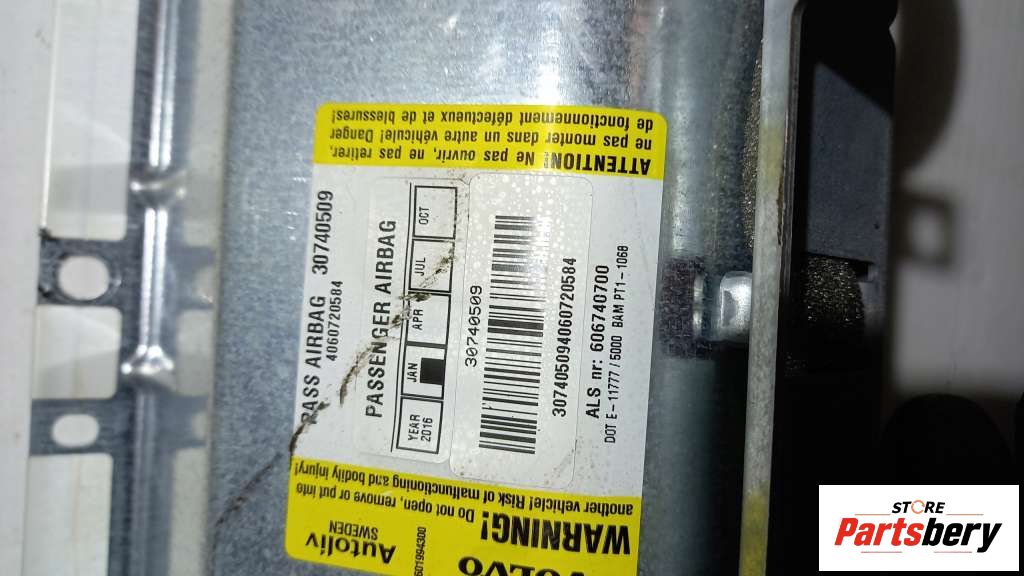 PASS AIRBAG 30740509
4060720584
PASSENGER AIRBAG
YEAR JAN APR JUL OCT
2016
30740509
307405094060720584
ALS nr: 606740700
DOT E-11777 / 5000 BAM PT1-1068
ATTENTION! Ne pas ouvrir, ne pas retirer,
ne pas monter dans un autre véhicule! Danger
de fonctionnement défectueux et de blessures!
VOLVO
Autoliv
SWEDEN
601994300
WARNING! Do not open, remove or put into
another vehicle! Risk of malfunctioning and bodily injury!
STORE
Partsbery